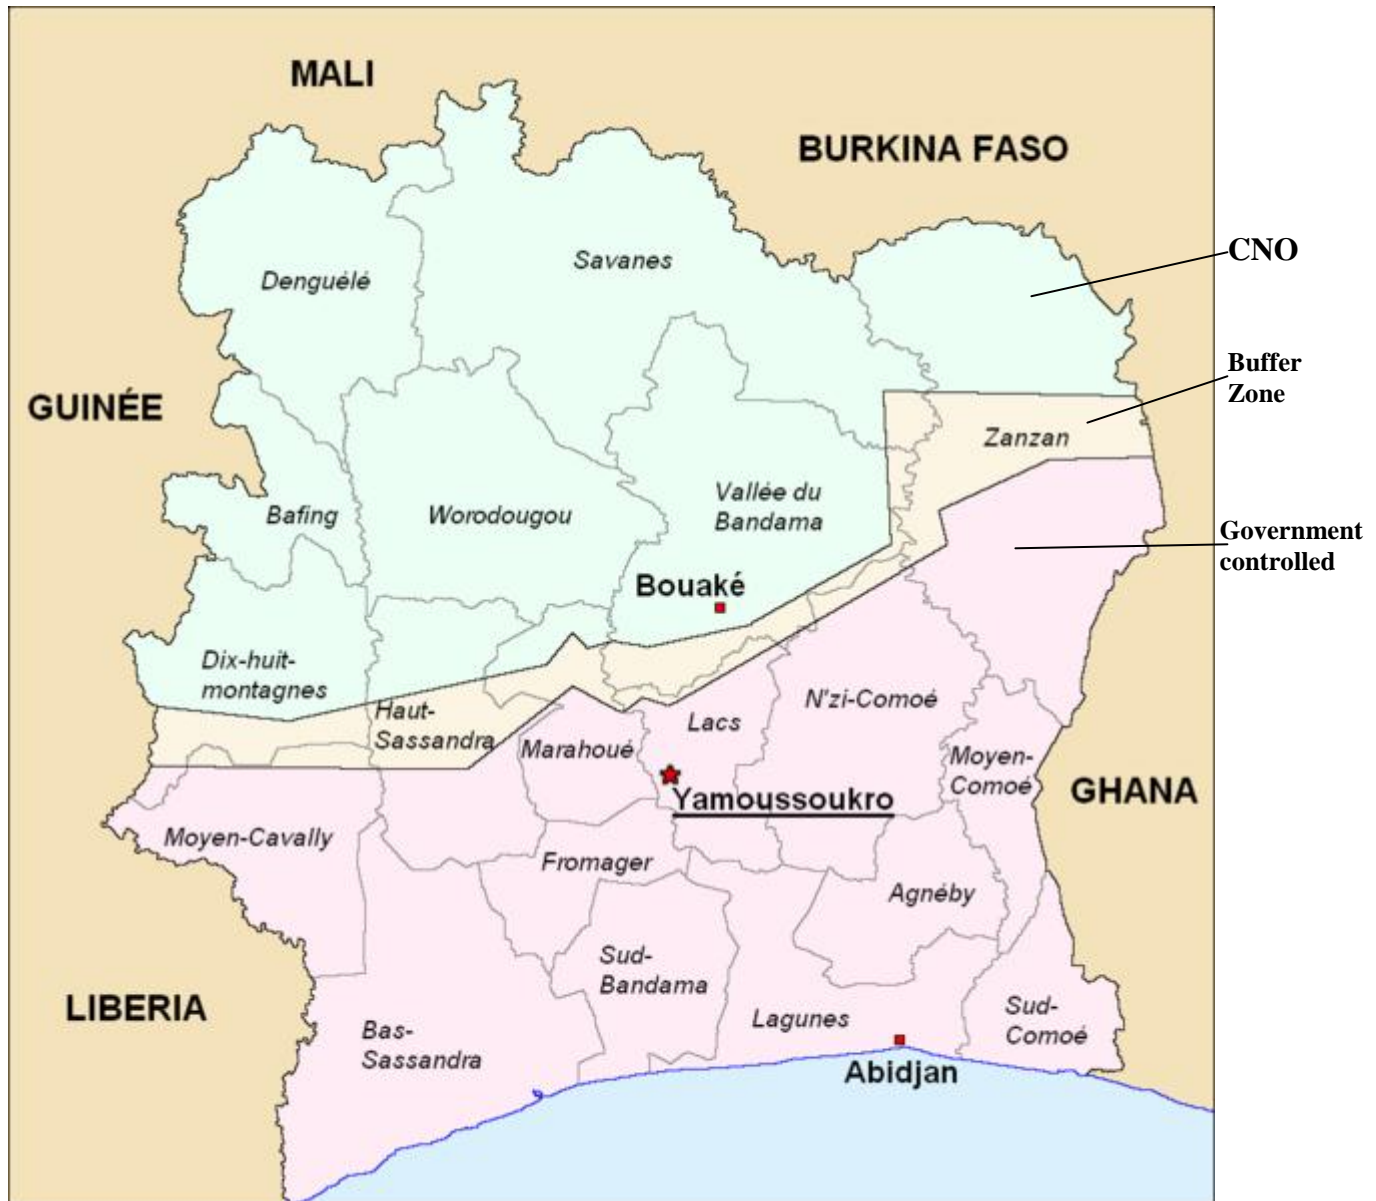 MALI
BURKINA FASO
CNO
Savanes
Denguélé
Buffer
Zone
GUINÉE
Zanzan
Vallée du
Bandama
Bafing
Worodougou
Government
controlled
Bouaké
Dix-huit-
montagnes
Haut-
Sassandra
Marahoué
Lacs
N'zi-Comoé
Moyen-
Comoé
GHANA
Yamoussoukro
Moyen-Cavally
Fromager
Agnéby
Sud-
Bandama
LIBERIA
Bas-
Sassandra
Lagunes
Sud-
Comoé
Abidjan